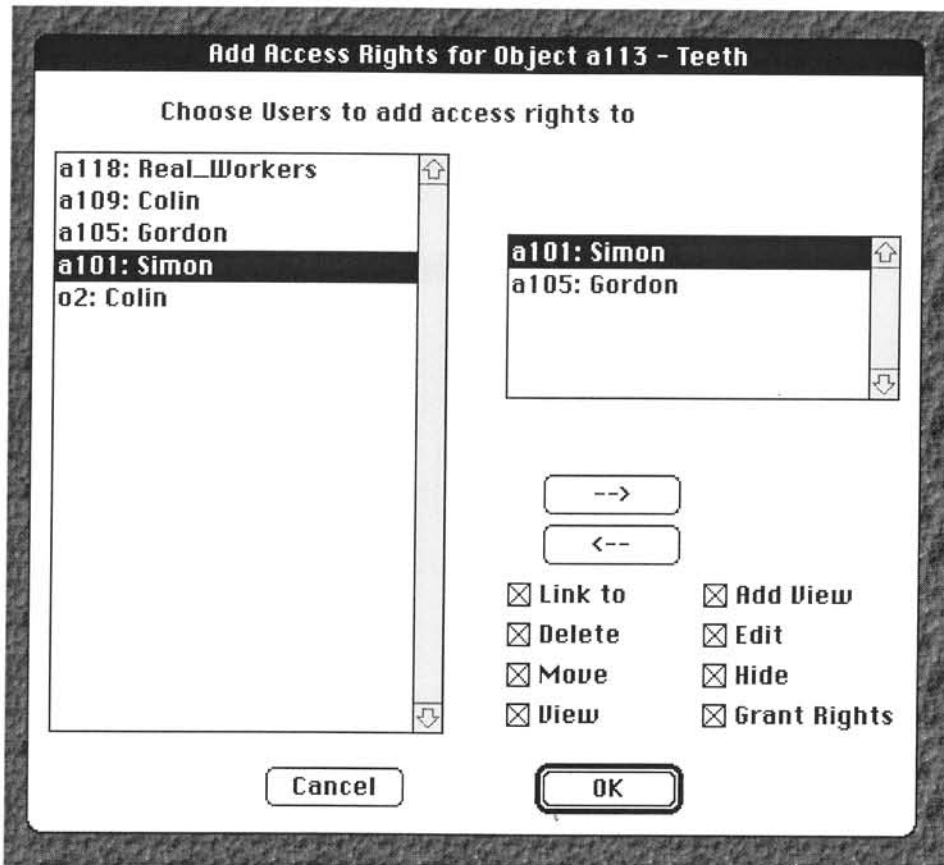 Add Access Rights for Object a113 - Teeth
Choose Users to add access rights to
a118: Real_Workers
a109: Colin
a105: Gordon
a101: Simon
o2: Colin
a101: Simon
a105: Gordon
-->
<--
Link to
Add View
Delete
Edit
Move
Hide
View
Grant Rights
Cancel
OK